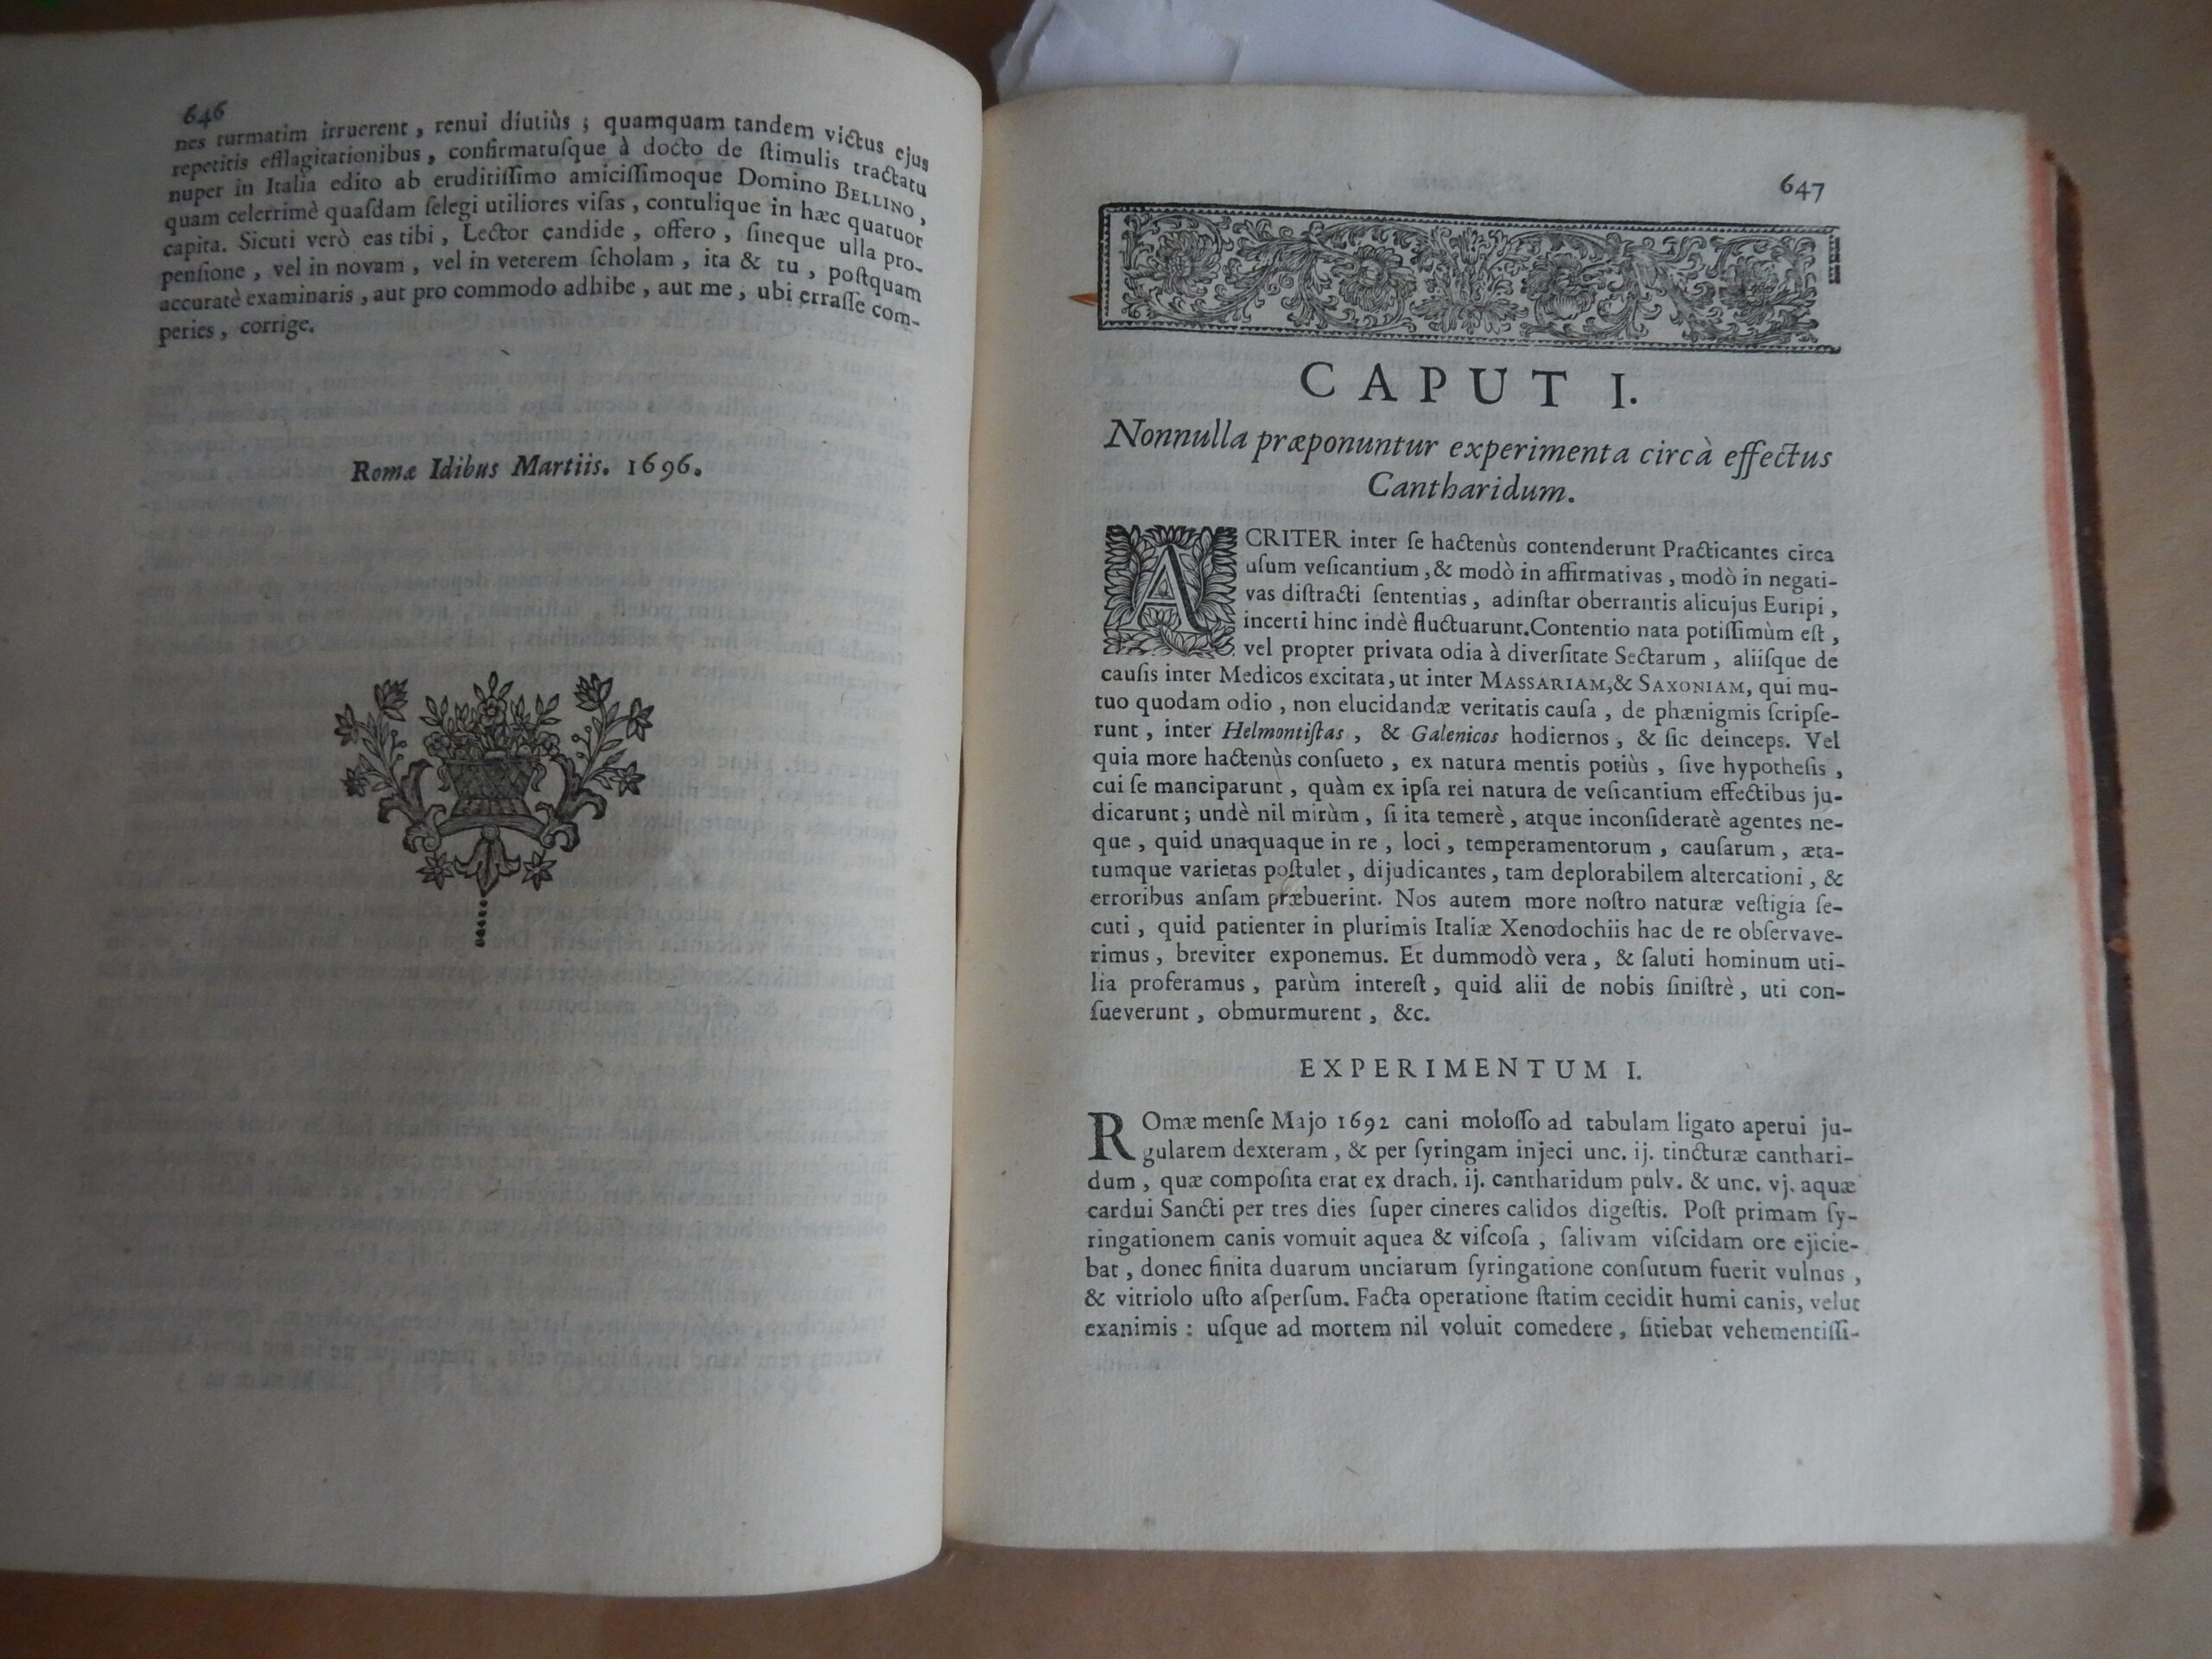 646
nes turmatim irruerent, renui diutiùs; quamquam tandem victus ejus
repetitis efflagitationibus, confirmatuſque à docto de ſtimulis tractatu
nuper in Italia edito ab eruditiſſimo amiciſſimoque Domino BELLINO,
quam celerrimè quaſdam ſelegi utiliores viſas, contulique in hæc quatuor
capita. Sicuti verò eas tibi, Lector candide, offero, ſineque ulla pro-
penſione, vel in novam, vel in veterem ſcholam, ita & tu, poſtquam
accuratè examinaris, aut pro commodo adhibe, aut me, ubi erraſſe com-
peries, corrige.
Romæ Idibus Martiis. 1696.
647
CAPUT I.
Nonnulla præponuntur experimenta circà effectus
Cantharidum.
ACRITER inter ſe hactenùs contenderunt Practicantes circa
uſum veſicantium, & modò in affirmativas, modò in negati-
vas diſtracti ſententias, adinſtar oberrantis alicujus Euripi,
incerti hinc indè fluctuarunt. Contentio nata potiſſimùm eſt,
vel propter privata odia à diverſitate Sectarum, aliiſque de
cauſis inter Medicos excitata, ut inter MASSARIAM, & SAXONIAM, qui mu-
tuo quodam odio, non elucidandæ veritatis cauſa, de phænigmis ſcripſe-
runt, inter Helmontiſtas, & Galenicos hodiernos, & ſic deinceps. Vel
quia more hactenùs conſueto, ex natura mentis potiùs, ſive hypotheſis,
cui ſe manciparunt, quàm ex ipſa rei natura de veſicantium effectibus ju-
dicarunt; undè nil mirùm, ſi ita temerè, atque inconſideratè agentes ne-
que, quid unaquaque in re, loci, temperamentorum, cauſarum, æta-
tumque varietas poſtulet, dijudicantes, tam deplorabilem altercationi, &
erroribus anſam præbuerint. Nos autem more noſtro naturæ veſtigia ſe-
cuti, quid patienter in plurimis Italiæ Xenodochiis hac de re obſervave-
rimus, breviter exponemus. Et dummodò vera, & ſaluti hominum uti-
lia proferamus, parùm intereſt, quid alii de nobis ſiniſtrè, uti con-
ſueverunt, obmurmurent, &c.
EXPERIMENTUM I.
ROmæ menſe Majo 1692 cani moloſſo ad tabulam ligato aperui ju-
gularem dexteram, & per ſyringam injeci unc. ij. tincturæ canthari-
dum, quæ compoſita erat ex drach. ij. cantharidum pulv. & unc. vj. aquæ
cardui Sancti per tres dies ſuper cineres calidos digeſtis. Poſt primam ſy-
ringationem canis vomuit aquea & viſcoſa, ſalivam viſcidam ore ejicie-
bat, donec finita duarum unciarum ſyringatione conſutum fuerit vulnus,
& vitriolo uſto aſperſum. Facta operatione ſtatim cecidit humi canis, velut
exanimis: uſque ad mortem nil voluit comedere, ſitiebat vehementiſſi-